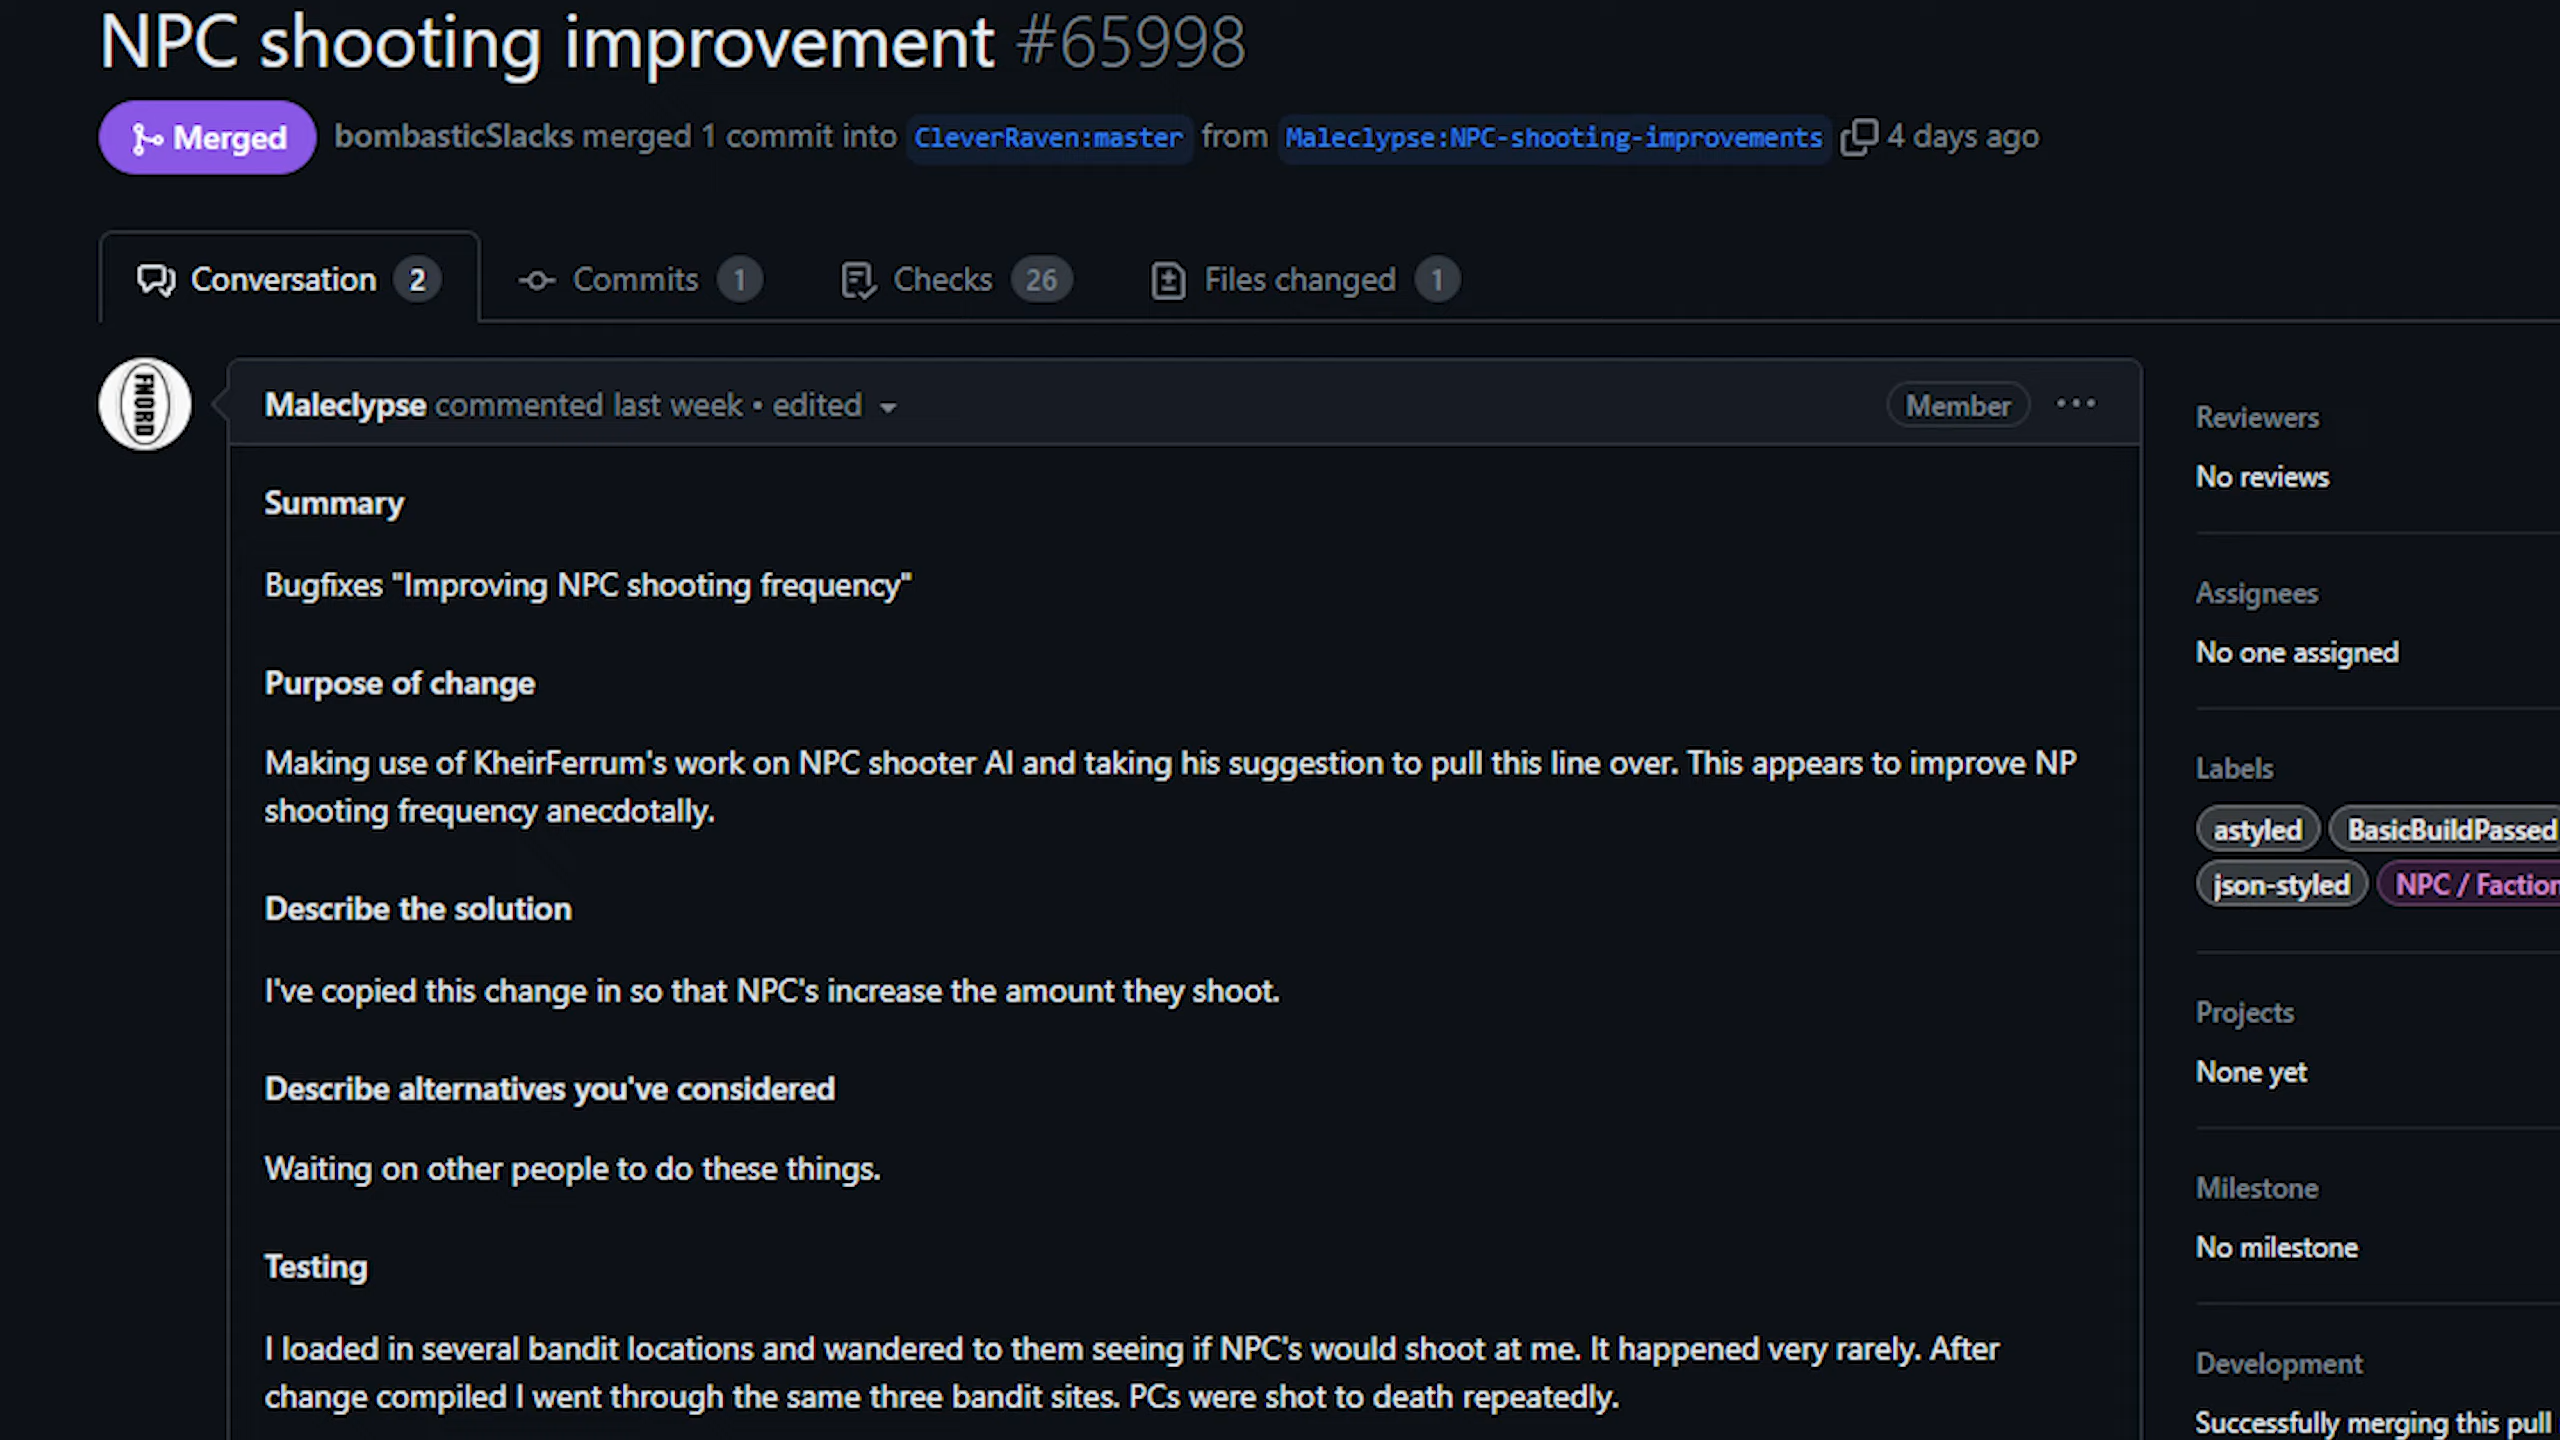 NPC shooting improvement #65998
Merged bombasticSlacks merged 1 commit into CleverRaven:master from Maleclypse:NPC-shooting-improvements 4 days ago
Conversation 2 Commits 1 Checks 26 Files changed 1
FNORD
Maleclypse commented last week • edited Member
Summary
Bugfixes "Improving NPC shooting frequency"
Purpose of change
Making use of KheirFerrum's work on NPC shooter AI and taking his suggestion to pull this line over. This appears to improve NP
shooting frequency anecdotally.
Describe the solution
I've copied this change in so that NPC's increase the amount they shoot.
Describe alternatives you've considered
Waiting on other people to do these things.
Testing
I loaded in several bandit locations and wandered to them seeing if NPC's would shoot at me. It happened very rarely. After
change compiled I went through the same three bandit sites. PCs were shot to death repeatedly.
Reviewers
No reviews
Assignees
No one assigned
Labels
astyled BasicBuildPassed
json-styled NPC / Faction
Projects
None yet
Milestone
No milestone
Development
Successfully merging this pull